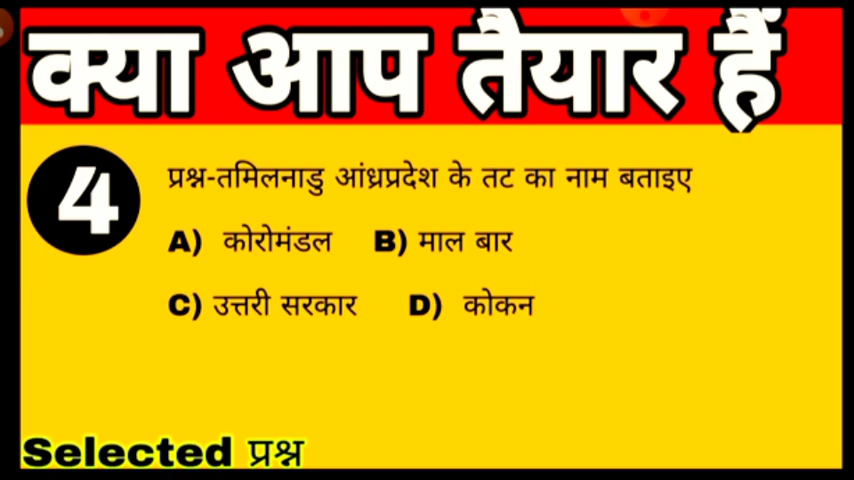 क्या आप तैयार हैं
4
प्रश्न-तमिलनाडु आंध्रप्रदेश के तट का नाम बताइए
A) कोरोमंडल B) माल बार
C) उत्तरी सरकार D) कोकन
Selected प्रश्न